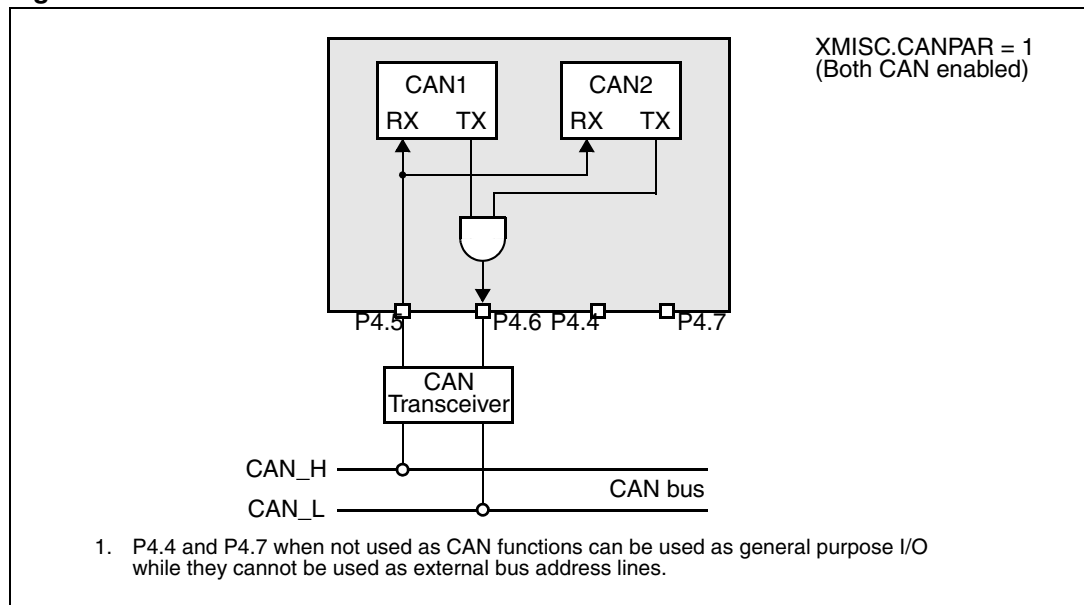 XMISC.CANPAR = 1
(Both CAN enabled)
CAN1
CAN2
RX TX
RX TX
P4.5
P4.6
P4.4
P4.7
CAN
Transceiver
CAN_H
CAN bus
CAN_L
1. P4.4 and P4.7 when not used as CAN functions can be used as general purpose I/O
while they cannot be used as external bus address lines.